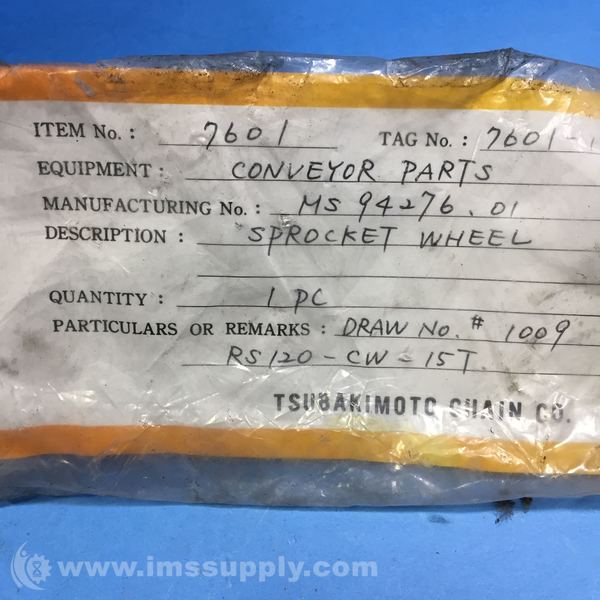 ITEM No. : 7601 TAG No. : 7601-1
EQUIPMENT : CONVEYOR PARTS
MANUFACTURING No. : MS 94276.01
DESCRIPTION : SPROCKET WHEEL
QUANTITY : 1 PC
PARTICULARS OR REMARKS : DRAW No. # 1009
RS120-CW-15T
TSUBAKIMOTO CHAIN CO.
www.imssupply.com